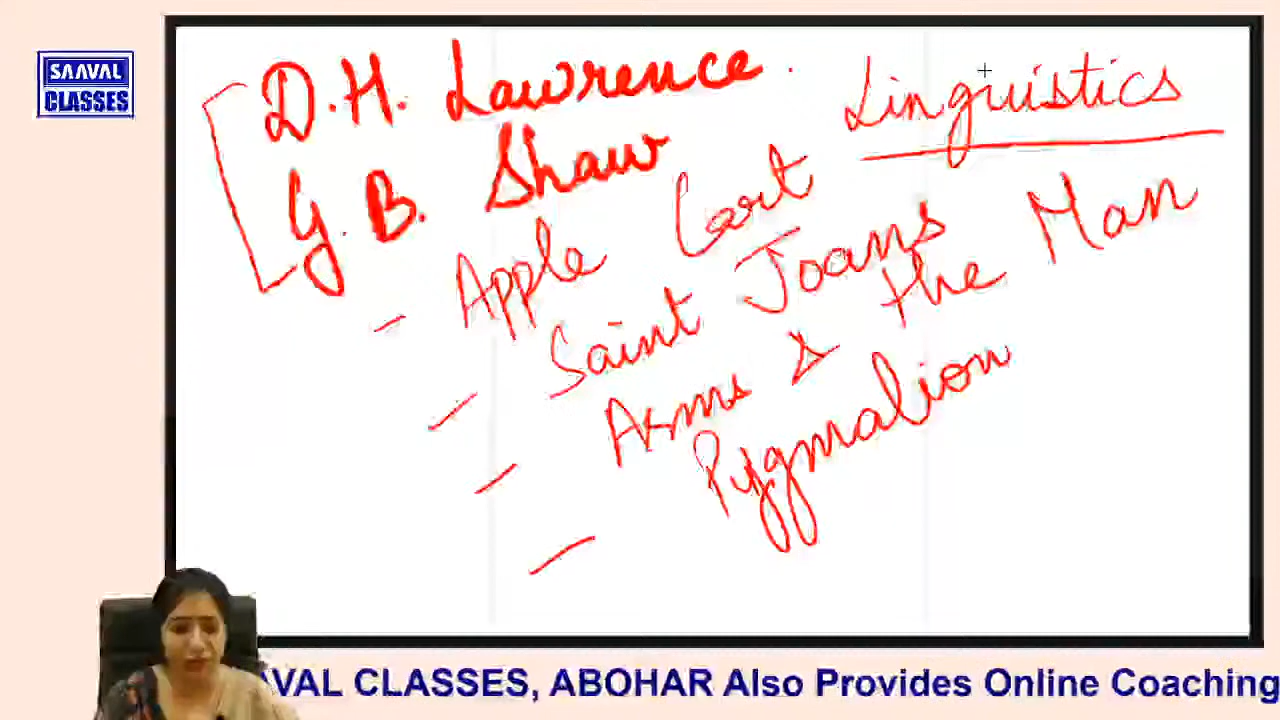 SAAVAL
CLASSES
D.H. Lawrence
Linguistics
G.B. Shaw
- Apple Cart
- Saint Joans
- Arms & the Man
- Pygmalion
AVAL CLASSES, ABOHAR Also Provides Online Coaching